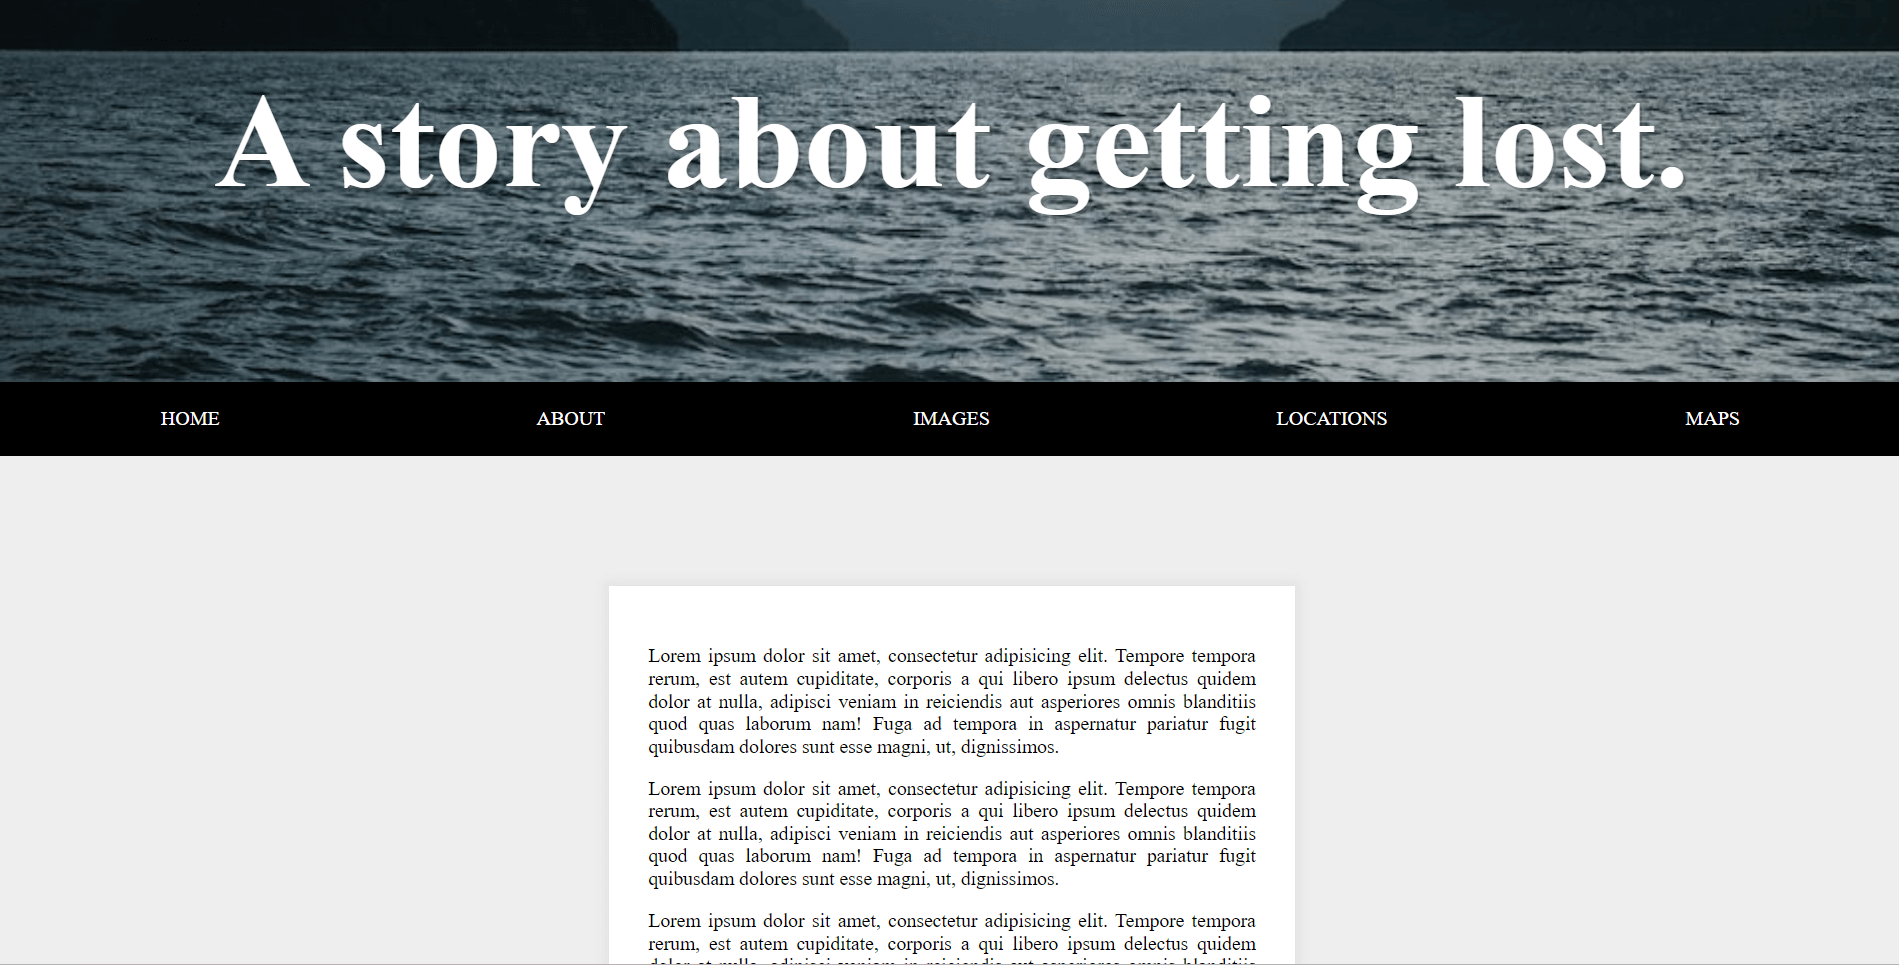 A story about getting lost.
HOME ABOUT IMAGES LOCATIONS MAPS
Lorem ipsum dolor sit amet, consectetur adipisicing elit. Tempore tempora
rerum, est autem cupiditate, corporis a qui libero ipsum delectus quidem
dolor at nulla, adipisci veniam in reiciendis aut asperiores omnis blanditiis
quod quas laborum nam! Fuga ad tempora in aspernatur pariatur fugit
quibusdam dolores sunt esse magni, ut, dignissimos.
Lorem ipsum dolor sit amet, consectetur adipisicing elit. Tempore tempora
rerum, est autem cupiditate, corporis a qui libero ipsum delectus quidem
dolor at nulla, adipisci veniam in reiciendis aut asperiores omnis blanditiis
quod quas laborum nam! Fuga ad tempora in aspernatur pariatur fugit
quibusdam dolores sunt esse magni, ut, dignissimos.
Lorem ipsum dolor sit amet, consectetur adipisicing elit. Tempore tempora
rerum, est autem cupiditate, corporis a qui libero ipsum delectus quidem